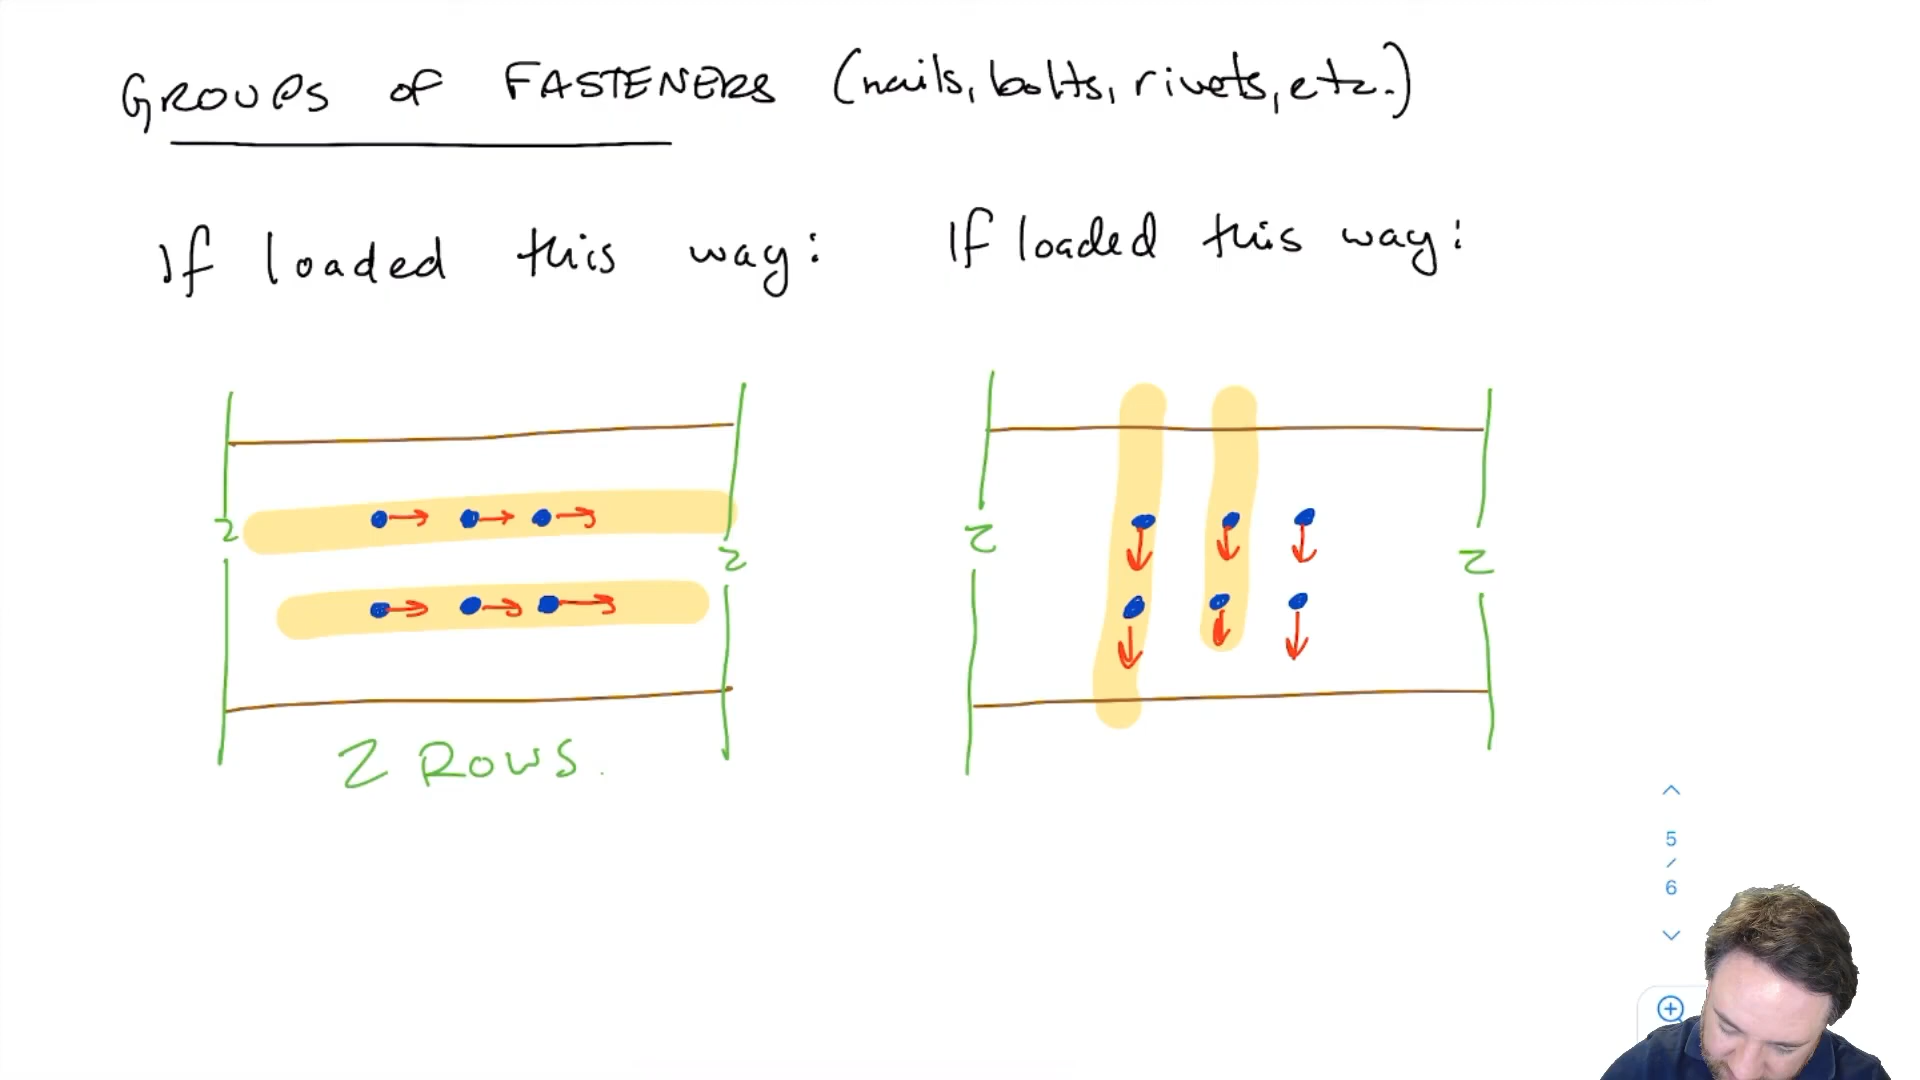 GROUPS of FASTENERS (nails, bolts, rivets, etc.)
If loaded this way:
If loaded this way:
2 ROWS.
5
/
6